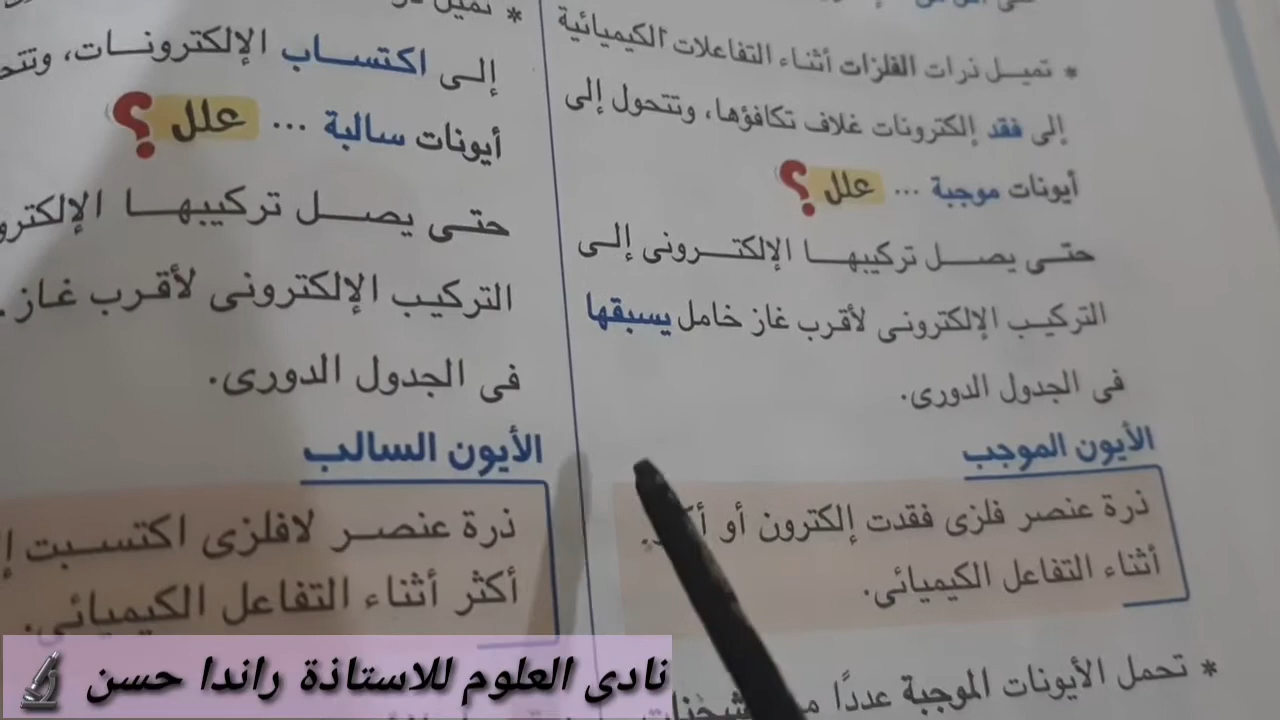 * تميل ذرات الفلزات أثناء التفاعلات الكيميائية
إلى فقد إلكترونات غلاف تكافؤها، وتتحول إلى
أيونات موجبة ... علل ؟
حتى يصل تركيبها الإلكترونى إلى
التركيب الإلكترونى لأقرب غاز خامل يسبقها
فى الجدول الدورى.
الأيون الموجب
ذرة عنصر فلزى فقدت إلكترون أو
أثناء التفاعل الكيميائى.
* تحمل الأيونات الموجبة عددًا
* تميل
إلى اكتساب الإلكترونات،
أيونات سالبة ... علل ؟
حتى يصل تركيبها
التركيب الإلكترونى لأقرب غاز
فى الجدول الدورى.
الأيون السالب
ذرة عنصر لافلزى اكتسبت
أكثر أثناء التفاعل الكيميائى.
نادى العلوم للاستاذة راندا حسن